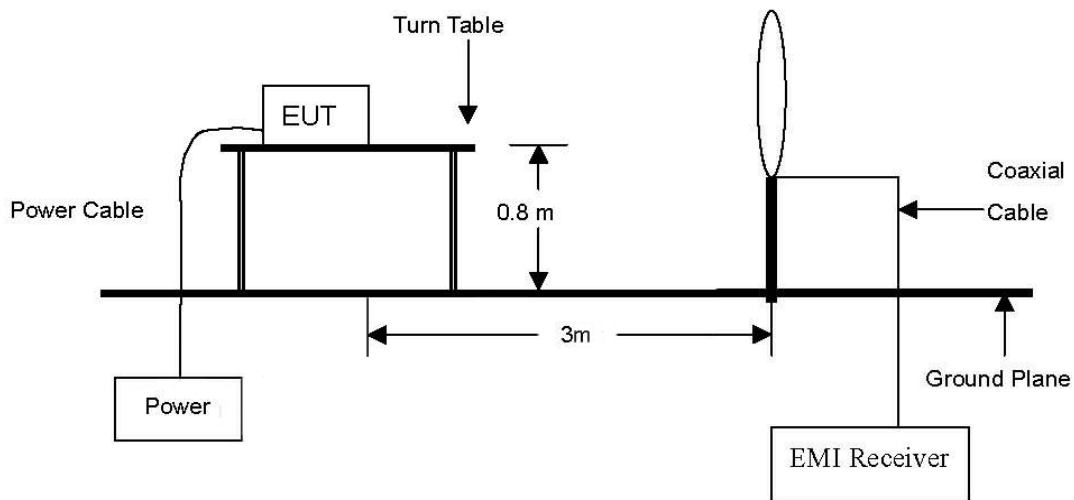 Turn Table
EUT
Power Cable
0.8 m
Coaxial
Cable
3m
Ground Plane
Power
EMI Receiver